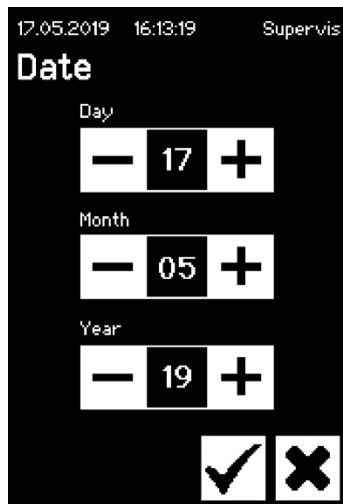 17.05.2019 16:13:19 Supervis
Date
Day
17
Month
05
Year
19